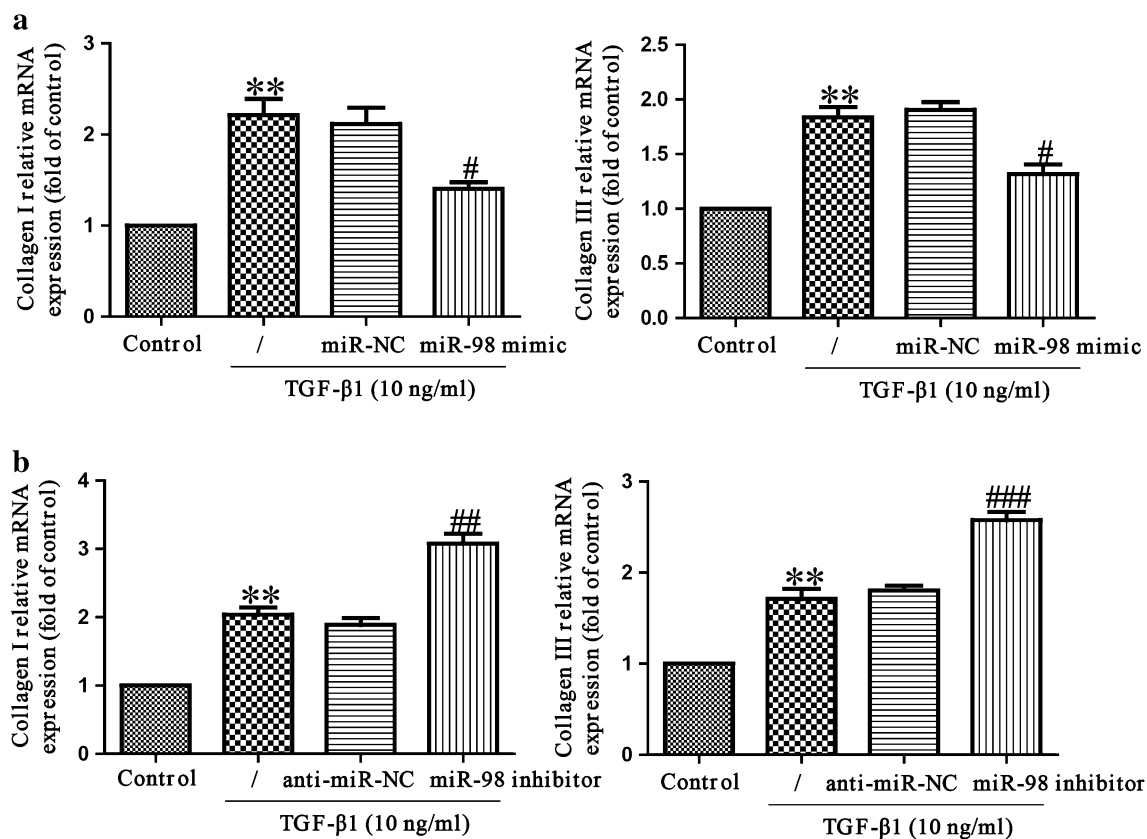 a
Collagen I relative mRNA
expression (fold of control)
3
2
1
0
**
#
Control
/
miR-NC
miR-98 mimic
TGF-β1 (10 ng/ml)
Collagen III relative mRNA
expression (fold of control)
2.5
2.0
1.5
1.0
0.5
0.0
**
#
Control
/
miR-NC
miR-98 mimic
TGF-β1 (10 ng/ml)
b
Collagen I relative mRNA
expression (fold of control)
4
3
2
1
0
**
##
Control
/
anti-miR-NC
miR-98 inhibitor
TGF-β1 (10 ng/ml)
Collagen III relative mRNA
expression (fold of control)
3
2
1
0
**
###
Control
/
anti-miR-NC
miR-98 inhibitor
TGF-β1 (10 ng/ml)